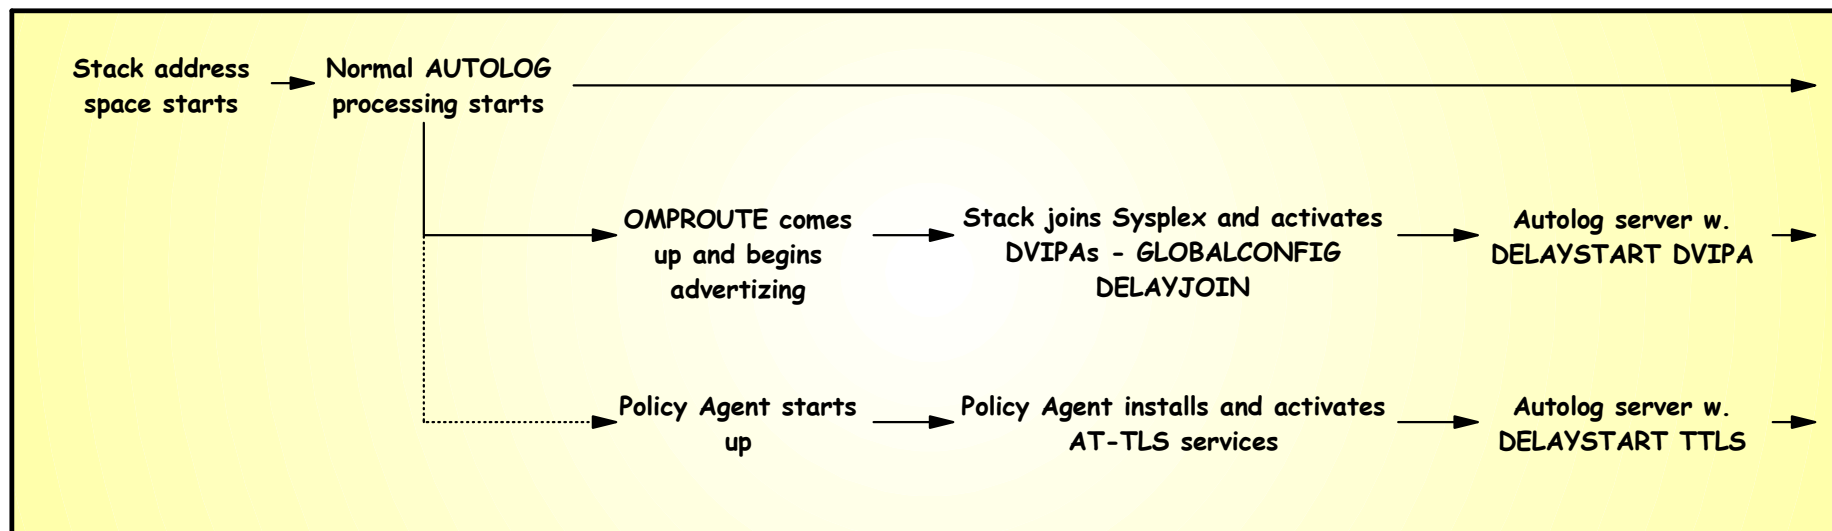 Stack address
space starts
Normal AUTOLOG
processing starts
OMPROUTE comes
up and begins
advertizing
Stack joins Sysplex and activates
DVIPAs - GLOBALCONFIG
DELAYJOIN
Autolog server w.
DELAYSTART DVIPA
Policy Agent starts
up
Policy Agent installs and activates
AT-TLS services
Autolog server w.
DELAYSTART TTLS